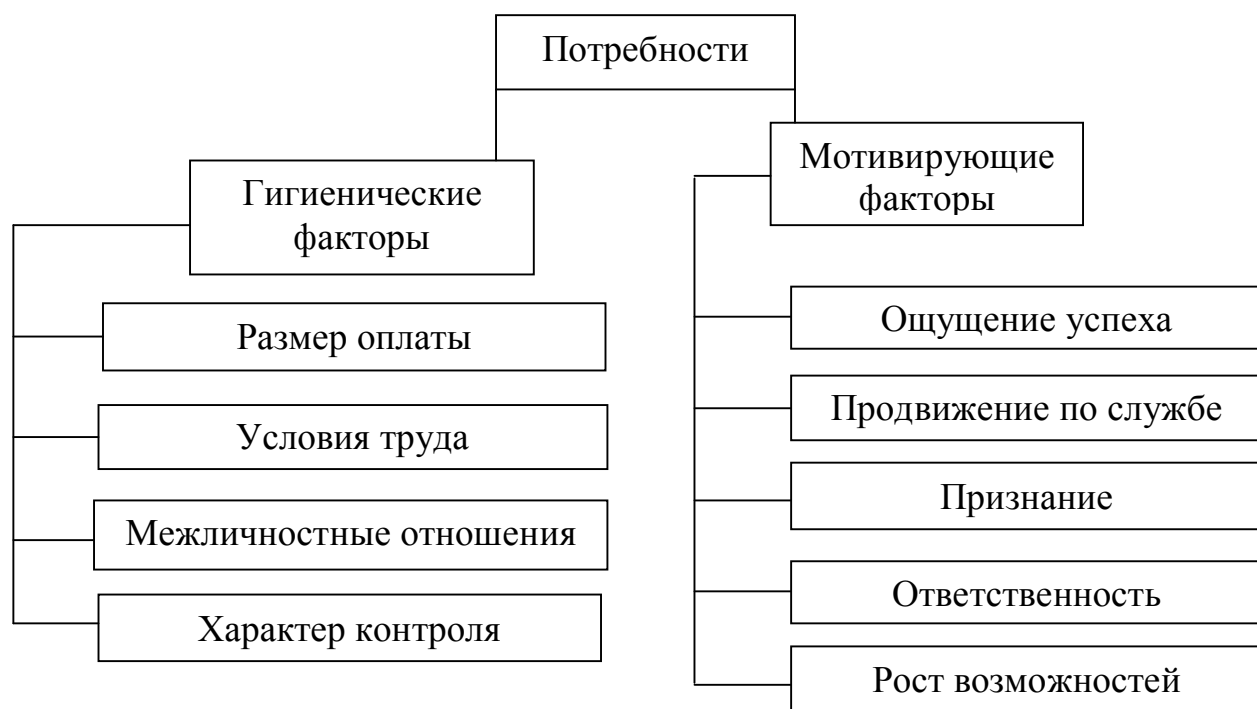 Потребности
Гигиенические
факторы
Размер оплаты
Условия труда
Межличностные отношения
Характер контроля
Мотивирующие
факторы
Ощущение успеха
Продвижение по службе
Признание
Ответственность
Рост возможностей